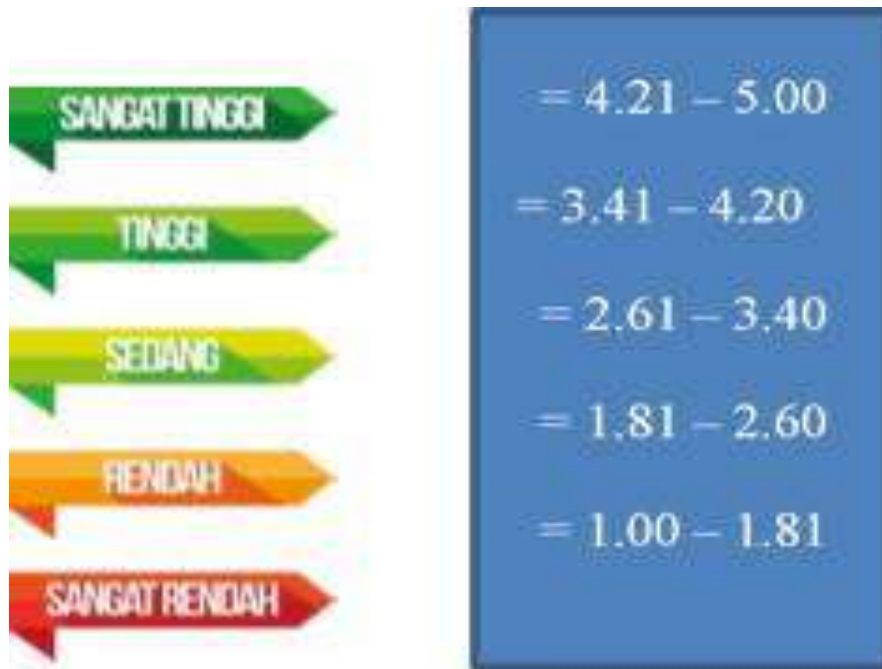 SANGAT TINGGI
= 4.21 – 5.00
TINGGI
= 3.41 – 4.20
SEDANG
= 2.61 – 3.40
RENDAH
= 1.81 – 2.60
SANGAT RENDAH
= 1.00 – 1.81